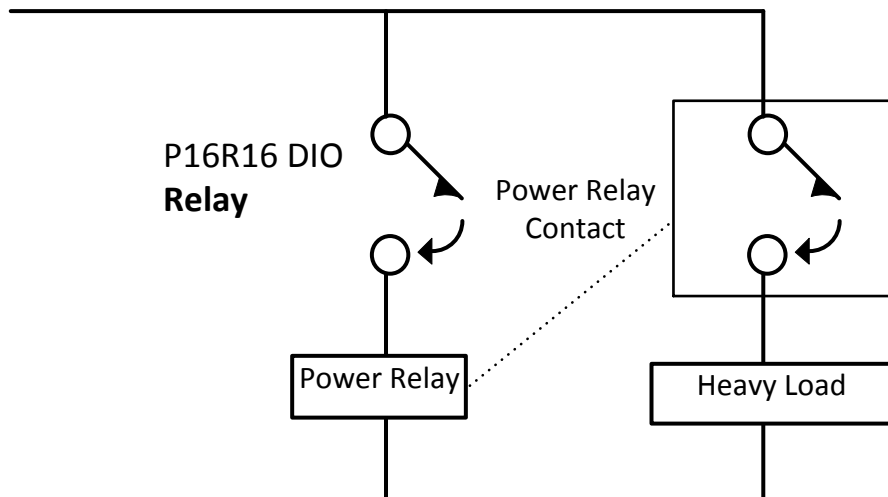 P16R16 DIO
Relay
Power Relay
Contact
Power Relay
Heavy Load